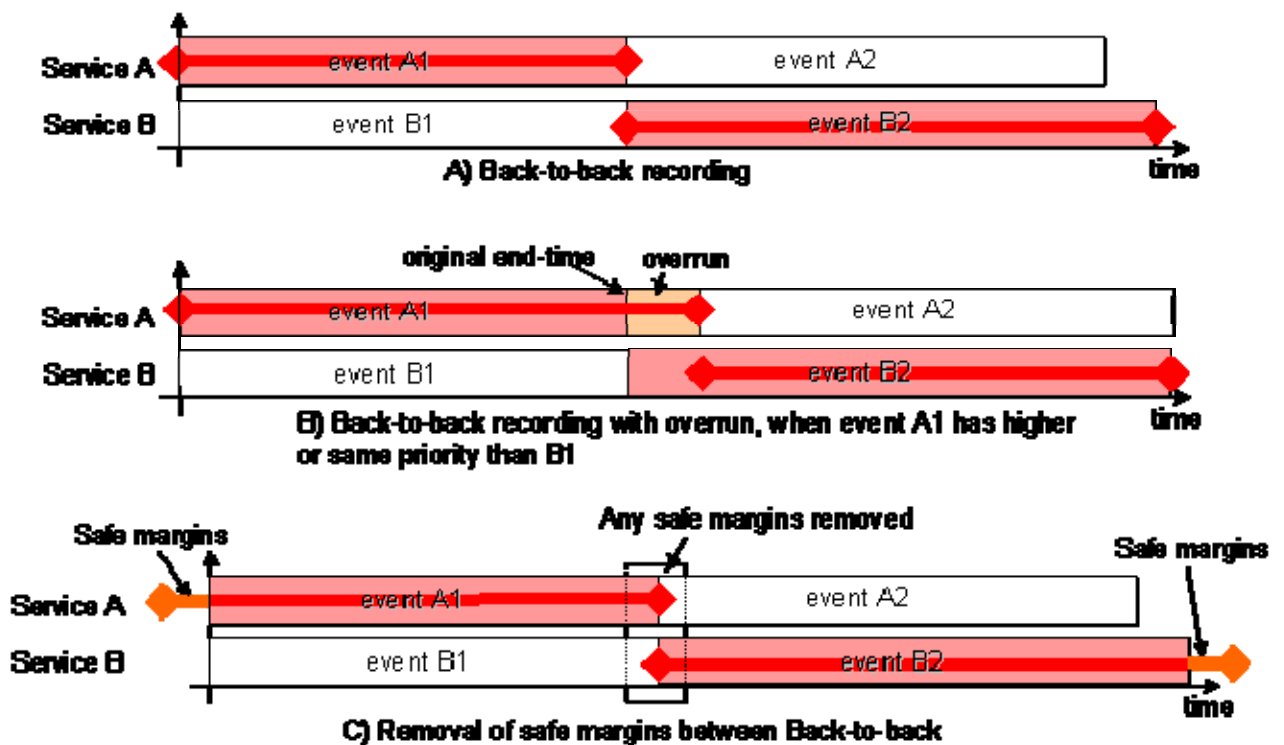 Service A
event A1
event A2
Service B
event B1
event B2
time
A) Back-to-back recording
original end-time
overrun
Service A
event A1
event A2
Service B
event B1
event B2
time
B) Back-to-back recording with overrun, when event A1 has higher
or same priority than B1
Safe margins
Any safe margins removed
Safe margins
Service A
event A1
event A2
Service B
event B1
event B2
time
C) Removal of safe margins between Back-to-back